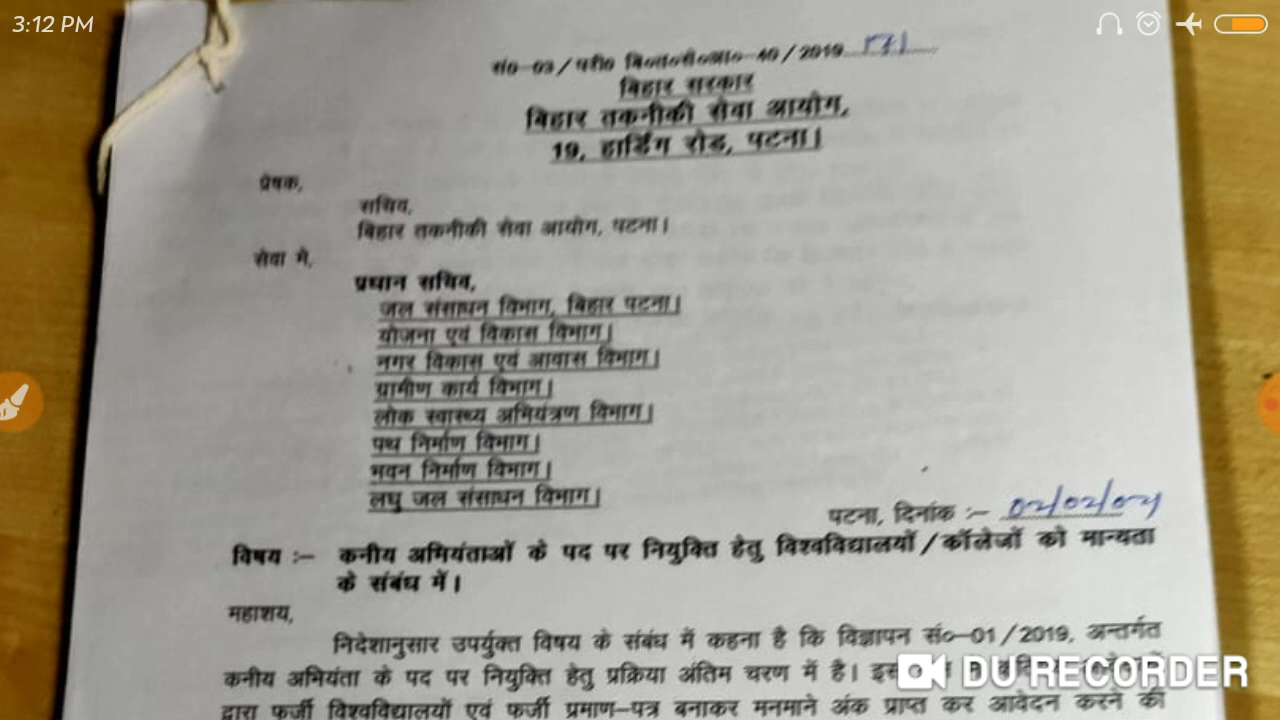 3:12 PM
सं0-03/परी0 बि०त०से०आ०-40/2019
बिहार सरकार
बिहार तकनीकी सेवा आयोग,
19, हार्डिंग रोड, पटना।
प्रेषक,
सचिव,
बिहार तकनीकी सेवा आयोग, पटना।
सेवा में,
प्रधान सचिव,
जल संसाधन विभाग, बिहार पटना।
योजना एवं विकास विभाग।
नगर विकास एवं आवास विभाग।
ग्रामीण कार्य विभाग।
लोक स्वास्थ्य अभियंत्रण विभाग।
पथ निर्माण विभाग।
भवन निर्माण विभाग।
लघु जल संसाधन विभाग।
पटना, दिनांक :-
विषय :- कनीय अभियंताओं के पद पर नियुक्ति हेतु विश्वविद्यालयों/कॉलेजों को मान्यता
के संबंध में।
महाशय,
निदेशानुसार उपर्युक्त विषय के संबंध में कहना है कि विज्ञापन सं०-01/2019, अन्तर्गत
कनीय अभियंता के पद पर नियुक्ति हेतु प्रक्रिया अंतिम चरण में है।
DU RECORDER
द्वारा फर्जी विश्वविद्यालयों एवं फर्जी प्रमाण-पत्र बनाकर मनमाने अंक प्राप्त कर आवेदन करने की